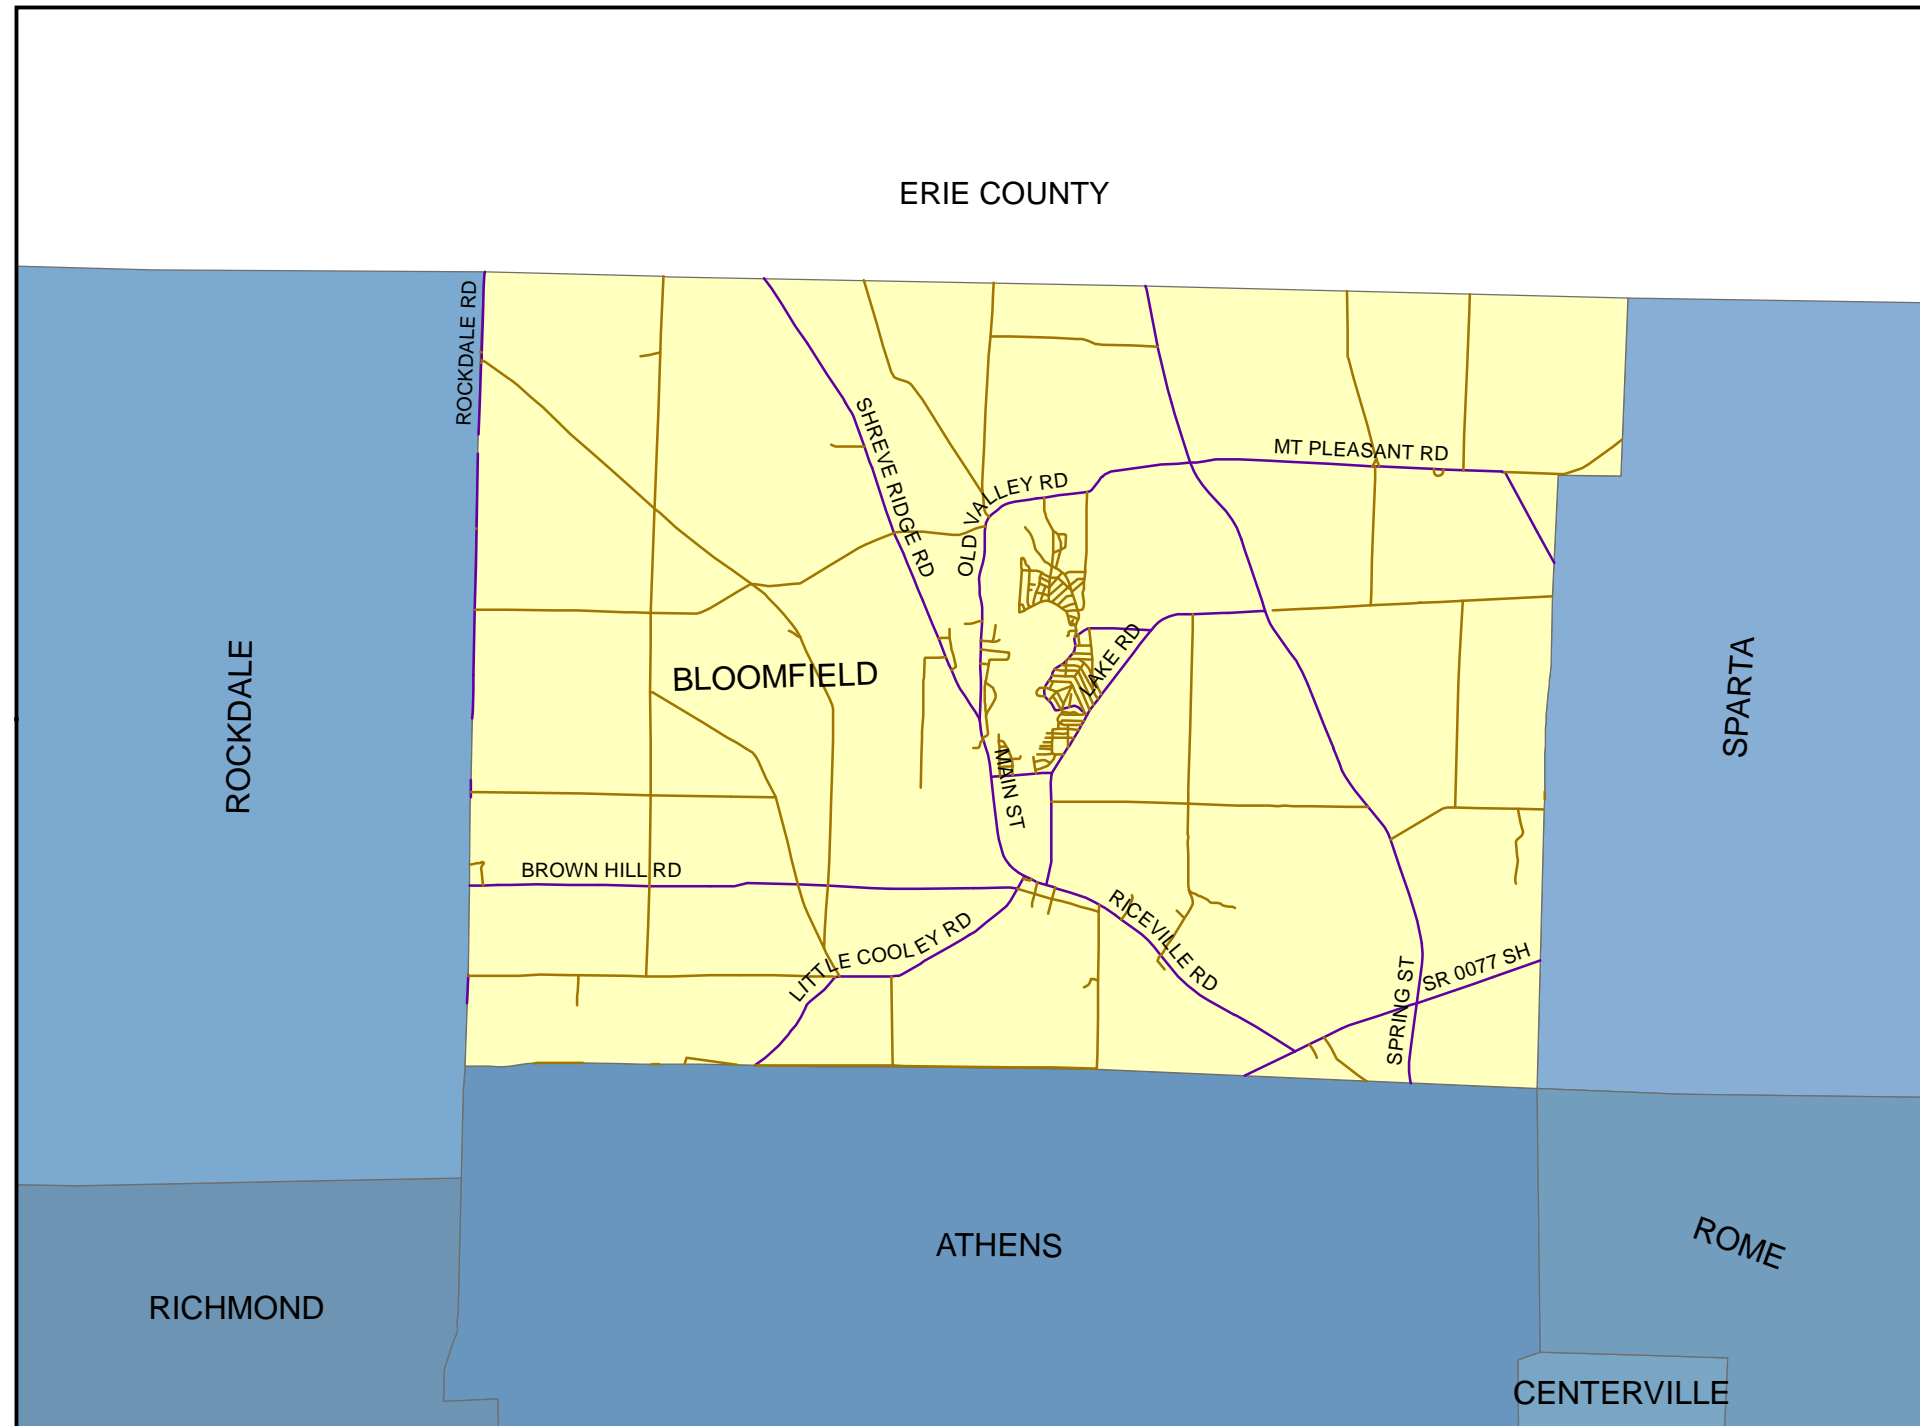 ERIE COUNTY
ROCKDALE RD
SHREVE RIDGE RD
MT PLEASANT RD
OLD VALLEY RD
ROCKDALE
BLOOMFIELD
LAKE RD
SPARTA
MAIN ST
BROWN HILL RD
RICEVILLE RD
LITTLE COOLEY RD
SPRING ST
SR 0077 SH
ATHENS
ROME
RICHMOND
CENTERVILLE